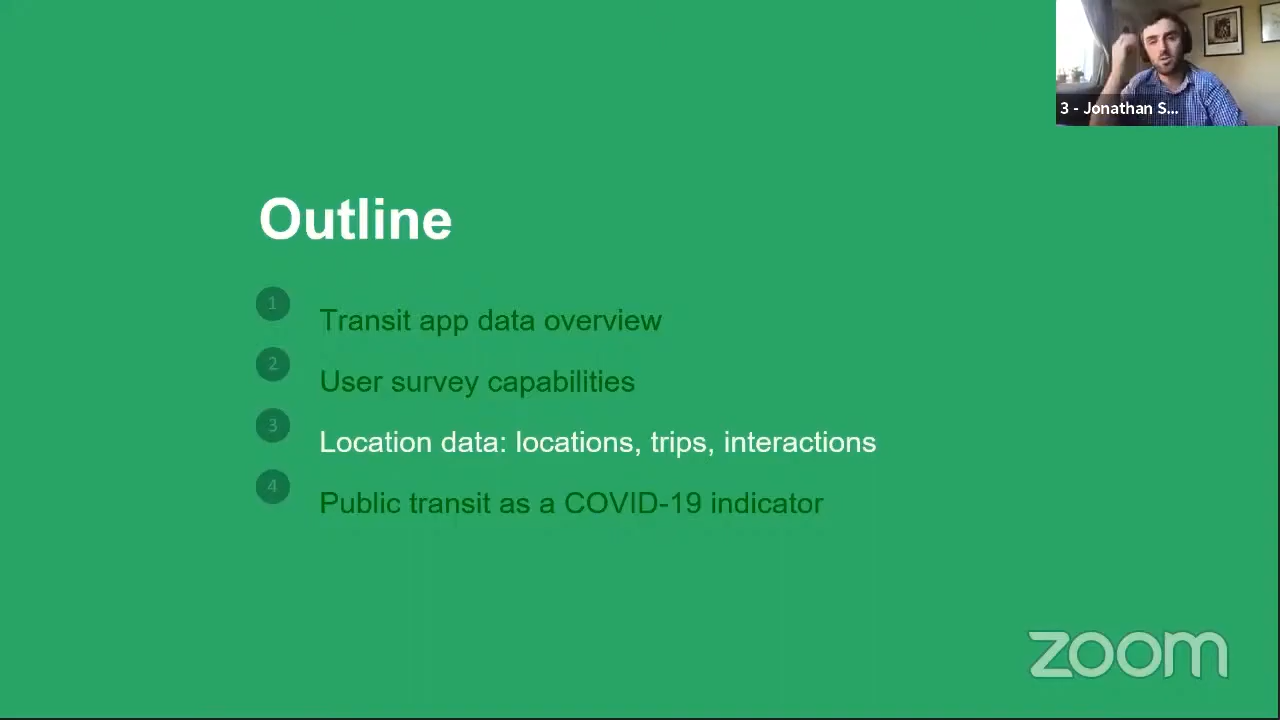 3 - Jonathan S...
Outline
1
Transit app data overview
2
User survey capabilities
3
Location data: locations, trips, interactions
4
Public transit as a COVID-19 indicator
zoom